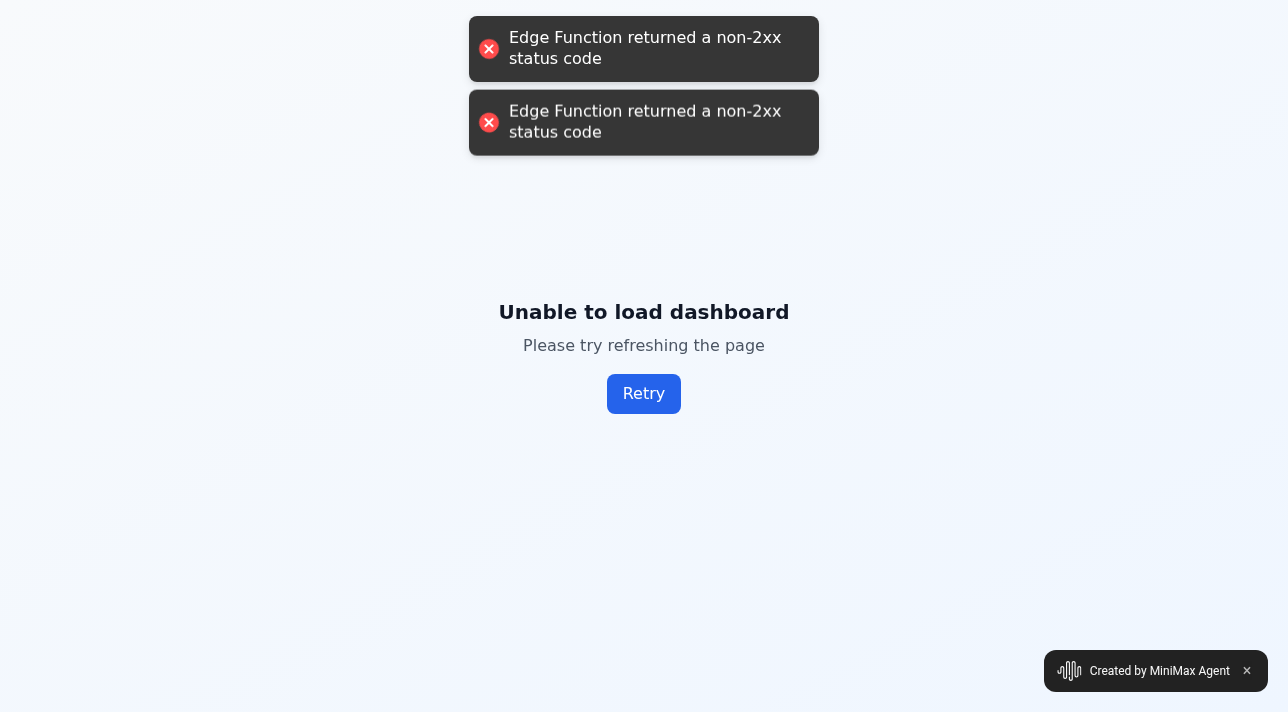 Edge Function returned a non-2xx
status code
Edge Function returned a non-2xx
status code
Unable to load dashboard
Please try refreshing the page
Retry
Created by MiniMax Agent ×